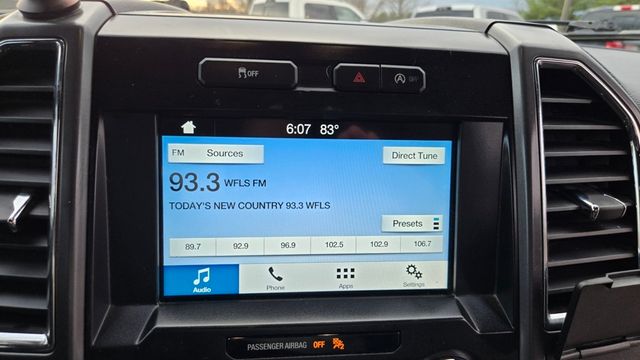 OFF
OFF
6:07 83°
FM Sources
Direct Tune
93.3 WFLS FM
TODAY'S NEW COUNTRY 93.3 WFLS
Presets
89.7 92.9 96.9 102.5 102.9 106.7
Audio Phone Apps Settings
PASSENGER AIRBAG OFF